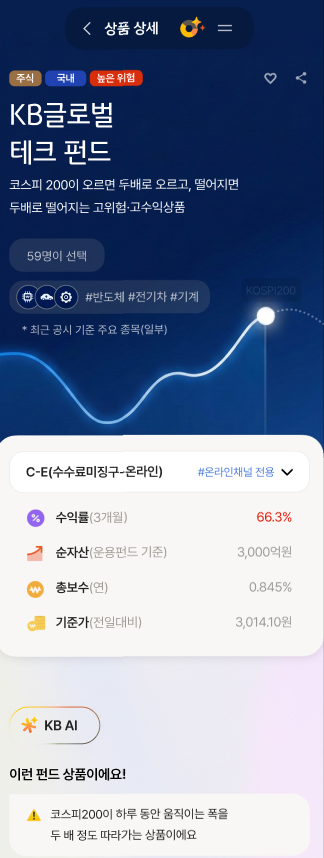 상품 상세
주식 국내 높은 위험
KB글로벌
테크 펀드
코스피 200이 오르면 두배로 오르고, 떨어지면
두배로 떨어지는 고위험·고수익상품
59명이 선택
KOSPI200
#반도체 #전기차 #기계
* 최근 공시 기준 주요 종목(일부)
C-E(수수료미징구-온라인) #온라인채널 전용
수익률(3개월) 66.3%
순자산(운용펀드 기준) 3,000억원
총보수(연) 0.845%
기준가(전일대비) 3,014.10원
KB AI
이런 펀드 상품이에요!
코스피200이 하루 동안 움직이는 폭을
두 배 정도 따라가는 상품이에요